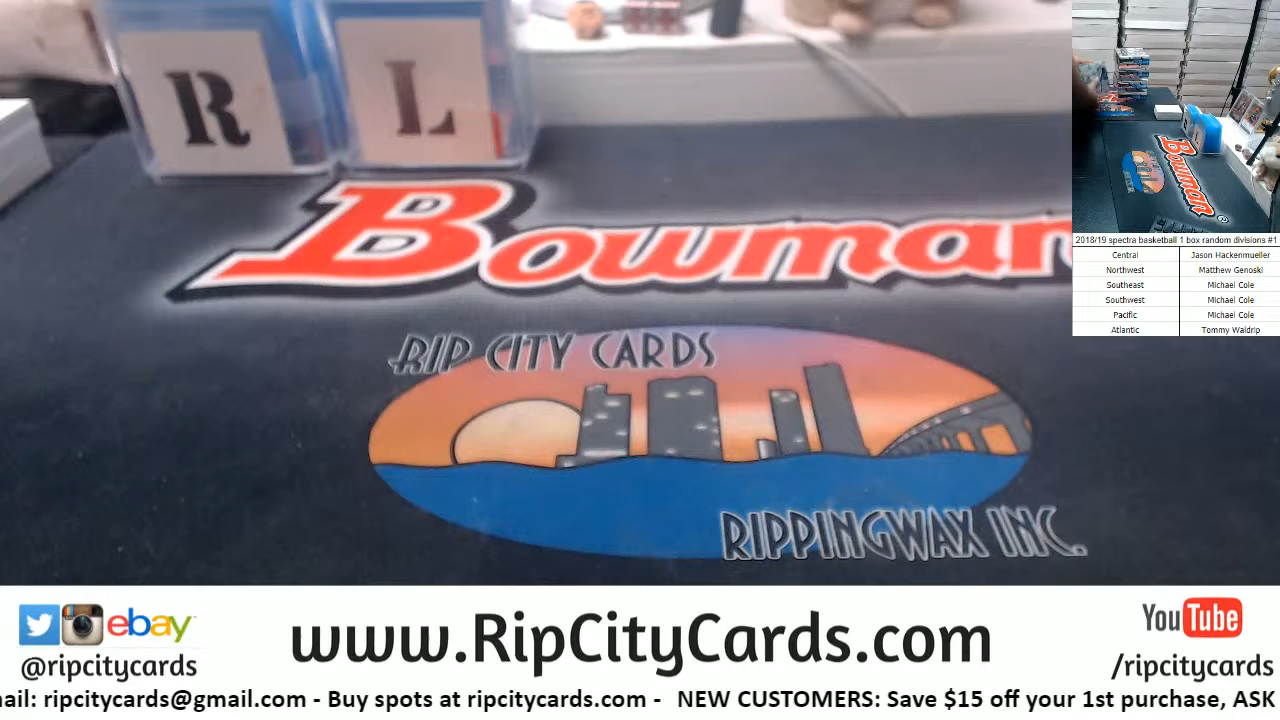 R L
Bowman
RIP CITY CARDS
RIPPINGWAX INC.
Bowman
2018/19 spectra basketball 1 box random divisions #1
Central Jason Hackenmueller
Northwest Matthew Genoski
Southeast Michael Cole
Southwest Michael Cole
Pacific Michael Cole
Atlantic Tommy Waldrip
ebay
@ripcitycards
www.RipCityCards.com
YouTube
/ripcitycards
ail: ripcitycards@gmail.com - Buy spots at ripcitycards.com - NEW CUSTOMERS: Save $15 off your 1st purchase, ASK